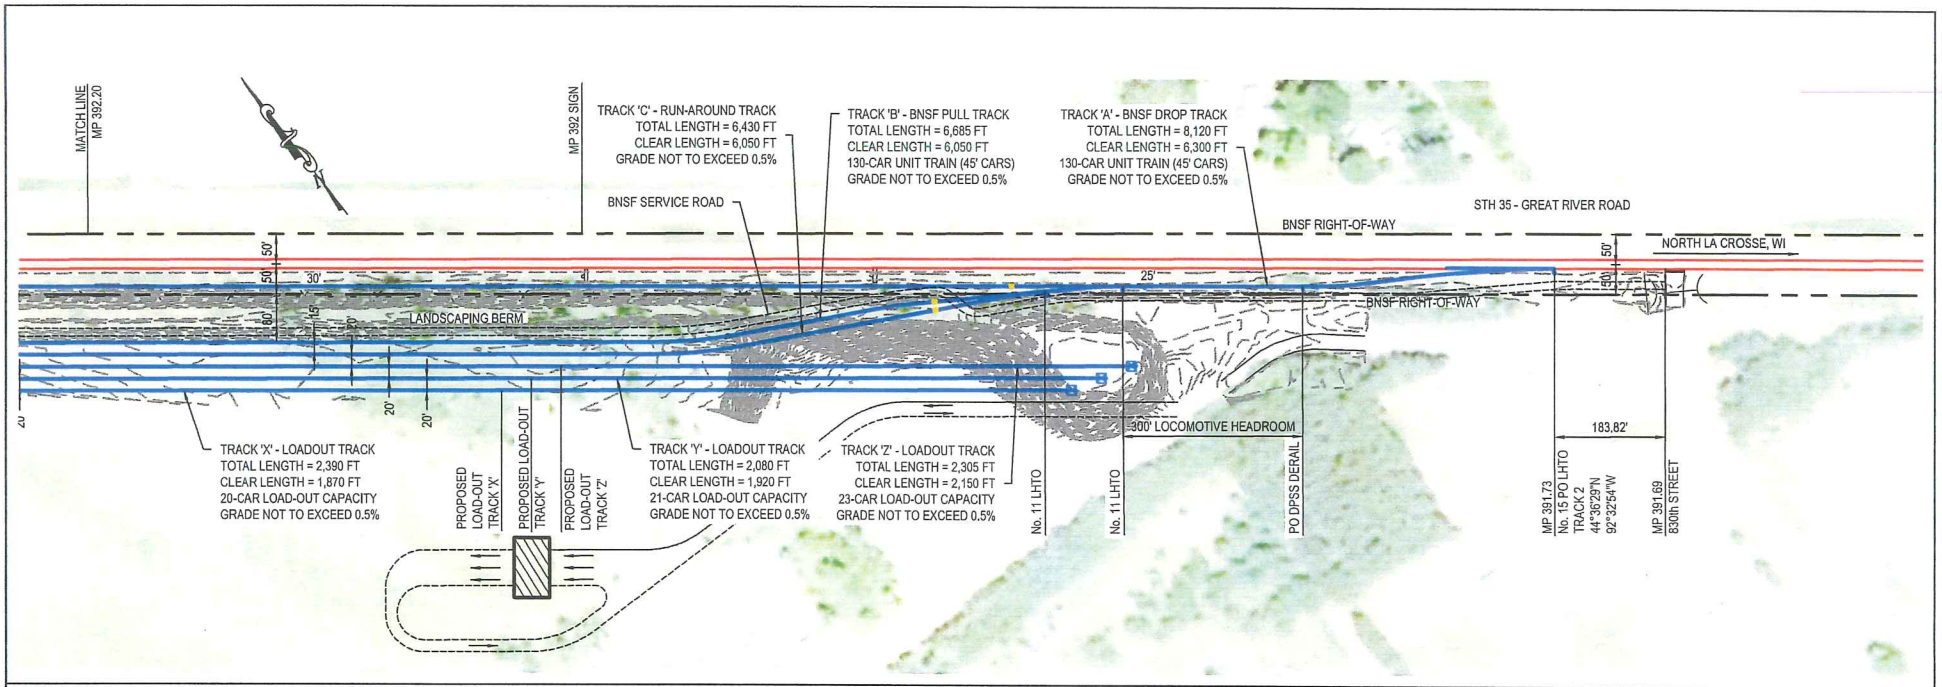 MATCH LINE
MP 392.20
N
MP 392 SIGN
TRACK 'C' - RUN-AROUND TRACK
TOTAL LENGTH = 6,430 FT
CLEAR LENGTH = 6,050 FT
GRADE NOT TO EXCEED 0.5%
TRACK 'B' - BNSF PULL TRACK
TOTAL LENGTH = 6,685 FT
CLEAR LENGTH = 6,050 FT
130-CAR UNIT TRAIN (45' CARS)
GRADE NOT TO EXCEED 0.5%
TRACK 'A' - BNSF DROP TRACK
TOTAL LENGTH = 8,120 FT
CLEAR LENGTH = 6,300 FT
130-CAR UNIT TRAIN (45' CARS)
GRADE NOT TO EXCEED 0.5%
BNSF SERVICE ROAD
STH 35 - GREAT RIVER ROAD
BNSF RIGHT-OF-WAY
NORTH LA CROSSE, WI
50'
50'
50'
50'
30'
25'
BNSF RIGHT-OF-WAY
LANDSCAPING BERM
80'
15'
20'
20'
20'
20'
TRACK 'X' - LOADOUT TRACK
TOTAL LENGTH = 2,390 FT
CLEAR LENGTH = 1,870 FT
20-CAR LOAD-OUT CAPACITY
GRADE NOT TO EXCEED 0.5%
PROPOSED
LOAD-OUT
TRACK 'X'
PROPOSED LOAD-OUT
TRACK 'Y'
PROPOSED
LOAD-OUT
TRACK 'Z'
TRACK 'Y' - LOADOUT TRACK
TOTAL LENGTH = 2,080 FT
CLEAR LENGTH = 1,920 FT
21-CAR LOAD-OUT CAPACITY
GRADE NOT TO EXCEED 0.5%
TRACK 'Z' - LOADOUT TRACK
TOTAL LENGTH = 2,305 FT
CLEAR LENGTH = 2,150 FT
23-CAR LOAD-OUT CAPACITY
GRADE NOT TO EXCEED 0.5%
No. 11 LHTO
No. 11 LHTO
300' LOCOMOTIVE HEADROOM
PO DPSS DERAIL
183.82'
MP 391.73
No. 15 PO LHTO
TRACK 2
44°36'29"N
92°32'54"W
MP 391.69
830th STREET